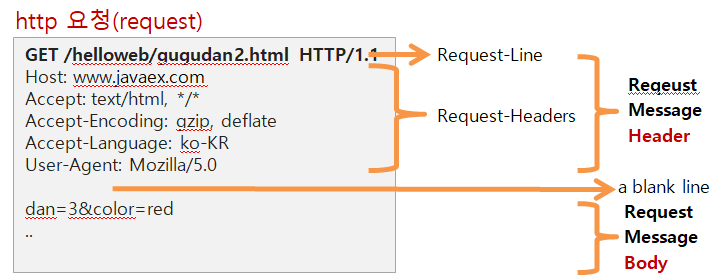 http 요청(request)
GET /helloweb/gugudan2.html HTTP/1.1
Host: www.javaex.com
Accept: text/html, */*
Accept-Encoding: gzip, deflate
Accept-Language: ko-KR
User-Agent: Mozilla/5.0
dan=3&color=red
..
Request-Line
Request-Headers
Reqeust
Message
Header
a blank line
Request
Message
Body